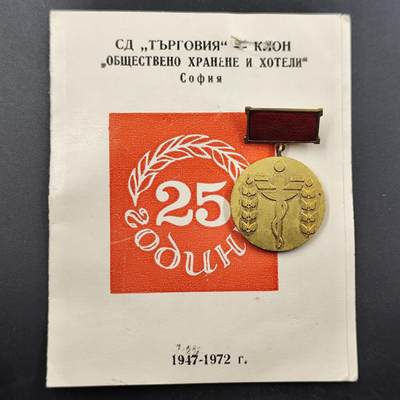 СД „ТЪРГОВИЯ“ – КЛОН
„ОБЩЕСТВЕНО ХРАНЕНЕ И ХОТЕЛИ“
София
25
ГОДИНИ
1947-1972 г.